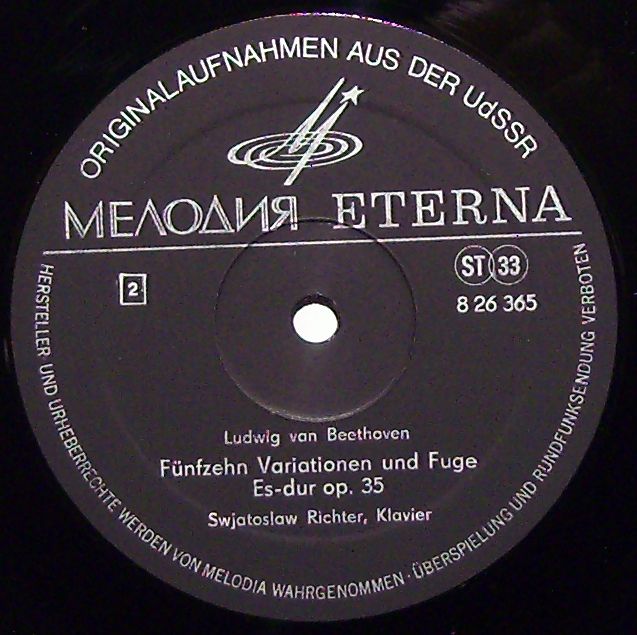 ORIGINALAUFNAHMEN AUS DER UdSSR
МЕЛОДИЯ ETERNA
2
ST 33
8 26 365
Ludwig van Beethoven
Fünfzehn Variationen und Fuge
Es-dur op. 35
Swjatoslaw Richter, Klavier
HERSTELLER UND URHEBERRECHTE WERDEN VON MELODIA WAHRGENOMMEN · ÜBERSPIELUNG UND RUNDFUNKSENDUNG VERBOTEN